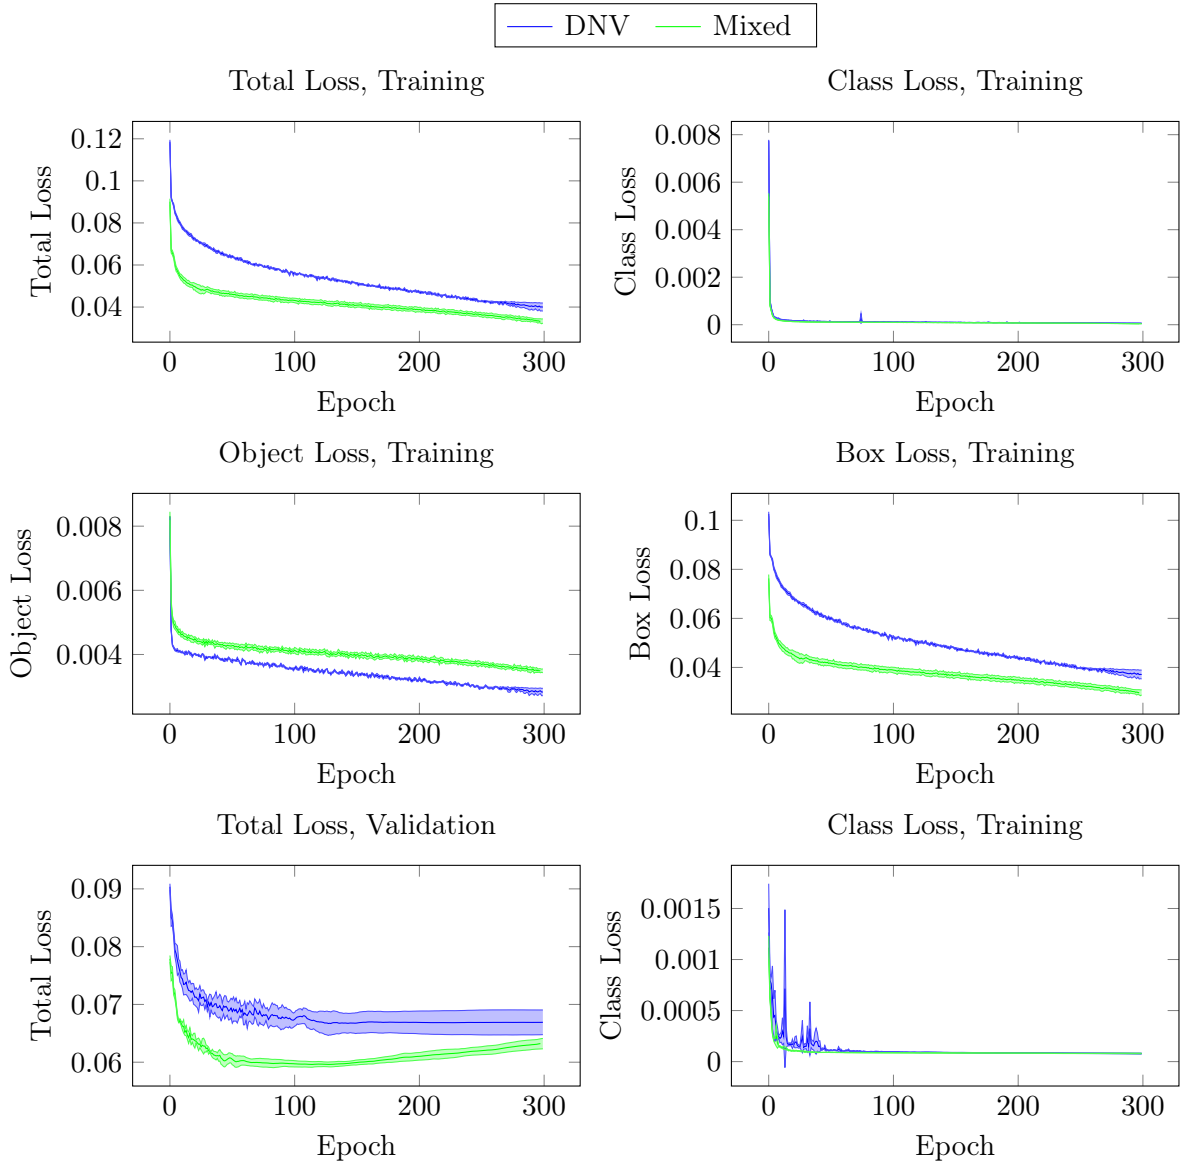 DNV Mixed
Total Loss, Training
0.12
0.1
0.08
0.06
0.04
Total Loss
0 100 200 300
Epoch
Class Loss, Training
0.008
0.006
0.004
0.002
0
Class Loss
0 100 200 300
Epoch
Object Loss, Training
0.008
0.006
0.004
Object Loss
0 100 200 300
Epoch
Box Loss, Training
0.1
0.08
0.06
0.04
Box Loss
0 100 200 300
Epoch
Total Loss, Validation
0.09
0.08
0.07
0.06
Total Loss
0 100 200 300
Epoch
Class Loss, Training
0.0015
0.001
0.0005
0
Class Loss
0 100 200 300
Epoch